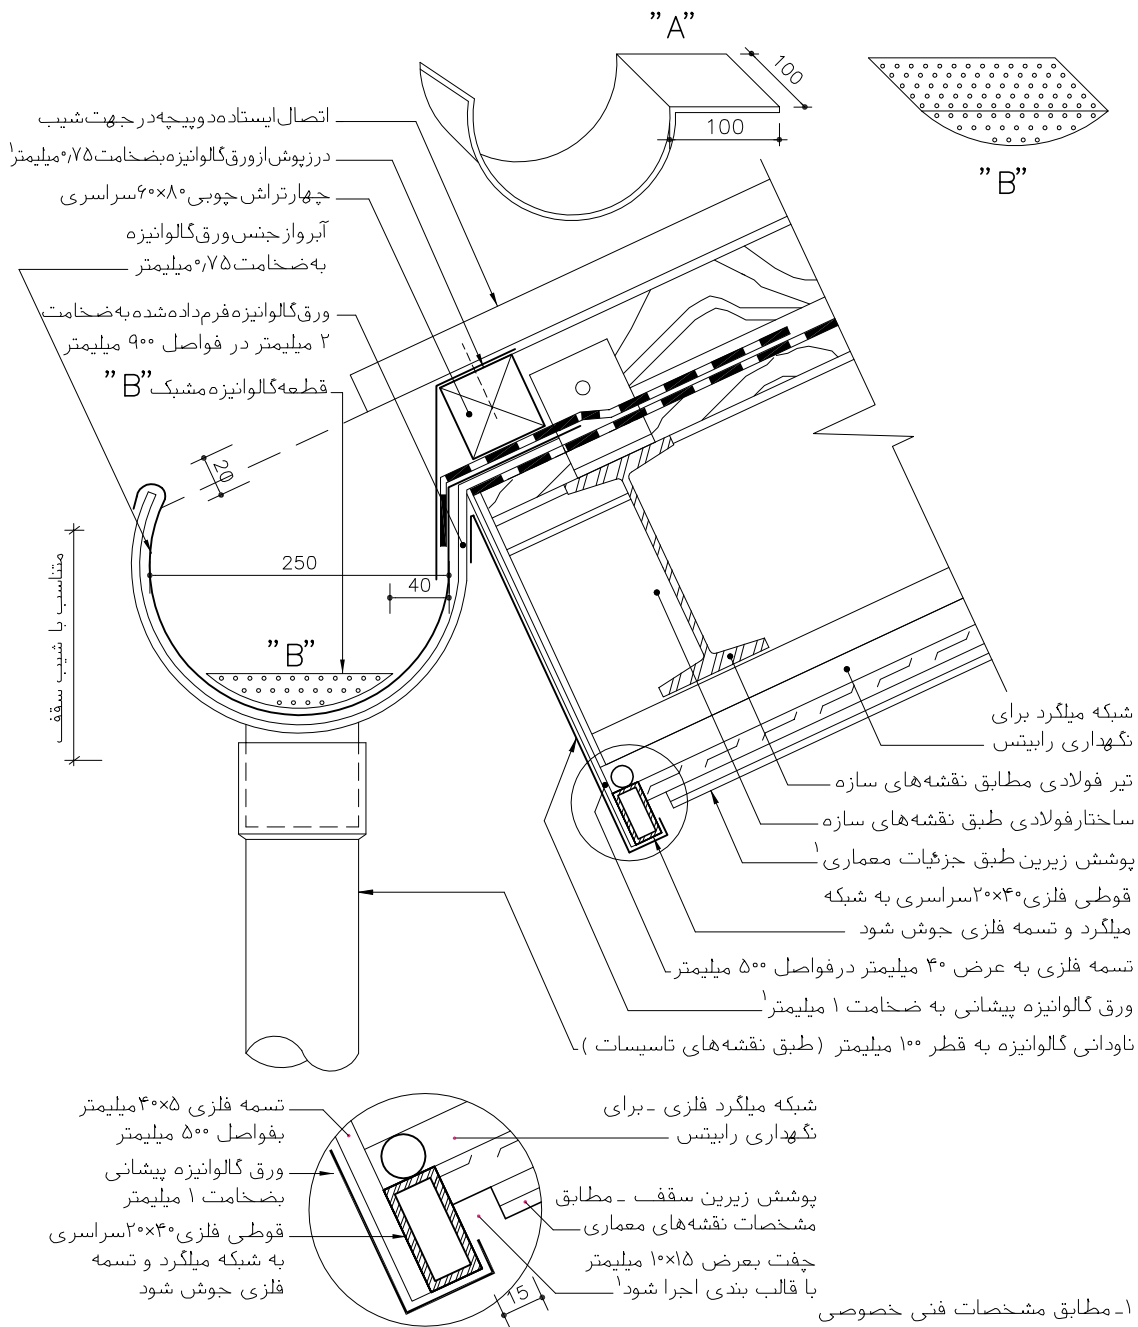 "A"
100
100
"B"
اتصال ایستاده دوپیچه در جهت شیب
درزپوش از ورق گالوانیزه بضخامت ۰٫۷۵ میلیمتر۱
چهارتراش چوبی ۶۰×۸۰ سراسری
آبرو از جنس ورق گالوانیزه
به ضخامت ۰٫۷۵ میلیمتر
ورق گالوانیزه فرم داده شده به ضخامت
۲ میلیمتر در فواصل ۹۰۰ میلیمتر
قطعه گالوانیزه مشبک "B"
20
250
40
"B"
متناسب با شیب سقف
شبکه میلگرد برای
نگهداری رابیتس
تیر فولادی مطابق نقشه‌های سازه
ساختار فولادی طبق نقشه‌های سازه
پوشش زیرین طبق جزئیات معماری۱
قوطی فلزی ۲۰×۴۰ سراسری به شبکه
میلگرد و تسمه فلزی جوش شود
تسمه فلزی به عرض ۴۰ میلیمتر در فواصل ۵۰۰ میلیمتر
ورق گالوانیزه پیشانی به ضخامت ۱ میلیمتر۱
ناودانی گالوانیزه به قطر ۱۰۰ میلیمتر (طبق نقشه‌های تاسیسات)
تسمه فلزی ۴۰×۵ میلیمتر
بفواصل ۵۰۰ میلیمتر
ورق گالوانیزه پیشانی
بضخامت ۱ میلیمتر
قوطی فلزی ۲۰×۴۰ سراسری
به شبکه میلگرد و تسمه
فلزی جوش شود
شبکه میلگرد فلزی - برای
نگهداری رابیتس
پوشش زیرین سقف - مطابق
مشخصات نقشه‌های معماری
چفت بعرض ۱۰×۱۵ میلیمتر
با قالب بندی اجرا شود۱
15
۱- مطابق مشخصات فنی خصوصی